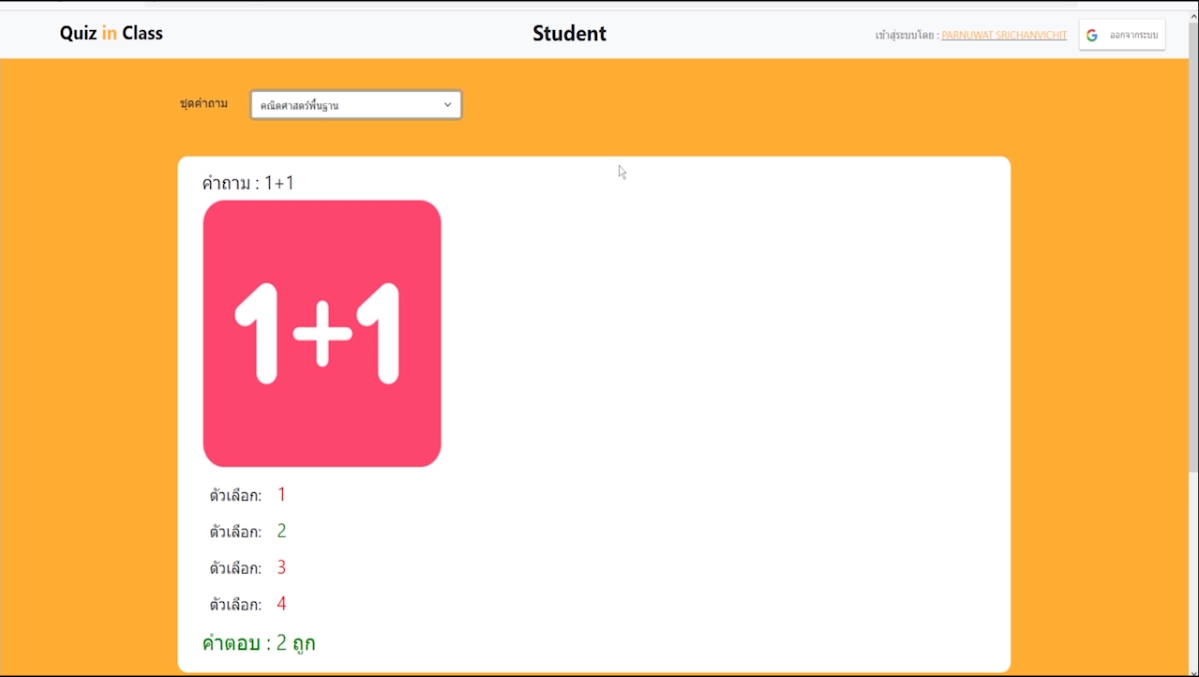 Quiz in Class
Student
เข้าสู่ระบบโดย : PARNUWAT SRICHANVICHIT
ออกจากระบบ
ชุดคำถาม
คณิตศาสตร์พื้นฐาน
คำถาม : 1+1
1+1
ตัวเลือก: 1
ตัวเลือก: 2
ตัวเลือก: 3
ตัวเลือก: 4
คำตอบ : 2 ถูก